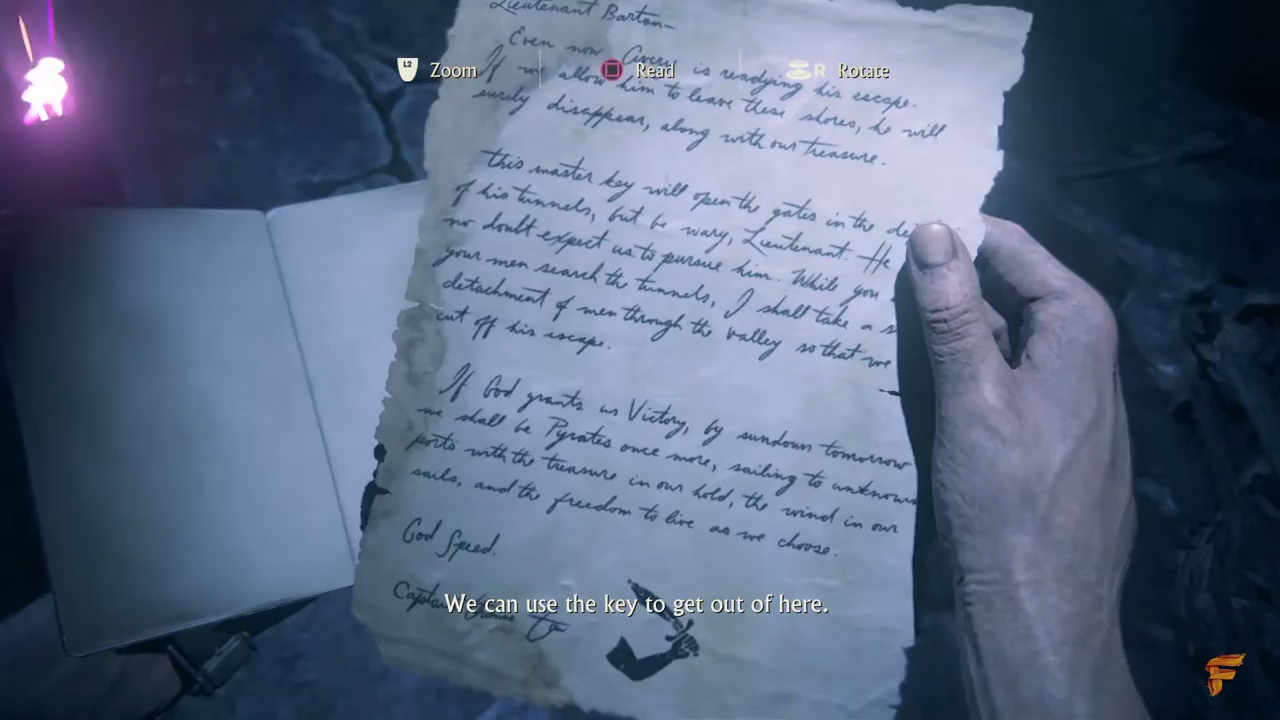 Lieutenant Barton-
L2 Zoom
Read
R Rotate
Even now Avery is readying his escape.
If we allow him to leave these shores, he will
surely disappear, along with our treasure.
this master key will open the gates in the de
of his tunnels, but be wary, Lieutenant. He
no doubt expect us to pursue him. While you
your men search the tunnels, I shall take a s
detachment of men through the valley so that we
cut off his escape.
If God grants us Victory, by sundown tomorrow
we shall be Pyrates once more, sailing to unknown
ports with the treasure in our hold, the wind in our
sails, and the freedom to live as we choose.
God Speed.
Captain
We can use the key to get out of here.